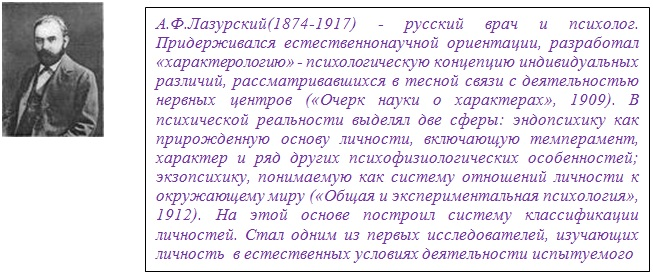 А.Ф.Лазурский(1874-1917) - русский врач и психолог.
Придерживался естественнонаучной ориентации, разработал
«характерологию» - психологическую концепцию индивидуальных
различий, рассматривавшихся в тесной связи с деятельностью
нервных центров («Очерк науки о характерах», 1909). В
психической реальности выделял две сферы: эндопсихику как
прирожденную основу личности, включающую темперамент,
характер и ряд других психофизиологических особенностей;
экзопсихику, понимаемую как систему отношений личности к
окружающему миру («Общая и экспериментальная психология»,
1912). На этой основе построил систему классификации
личностей. Стал одним из первых исследователей, изучающих
личность в естественных условиях деятельности испытуемого